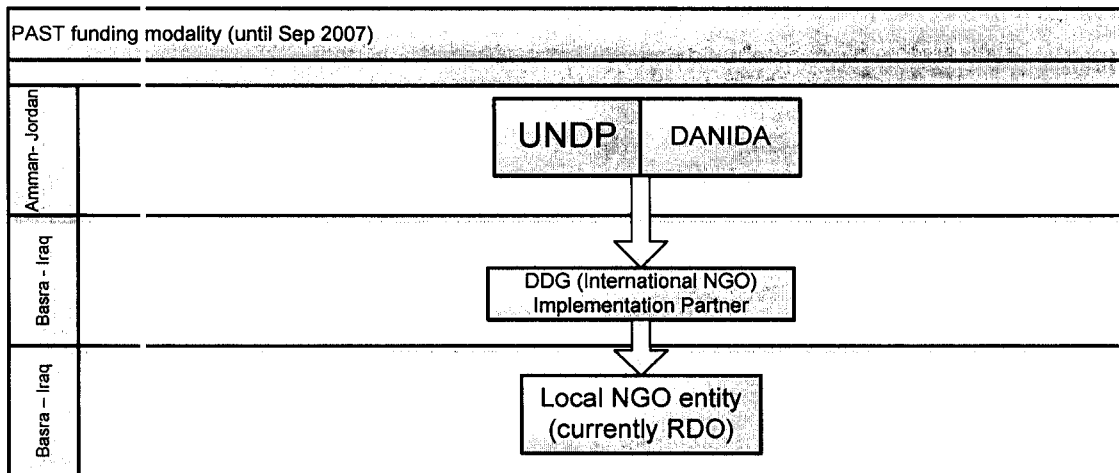 PAST funding modality (until Sep 2007)
Amman- Jordan
UNDP
DANIDA
Basra - Iraq
DDG (International NGO)
Implementation Partner
Basra – Iraq
Local NGO entity
(currently RDO)